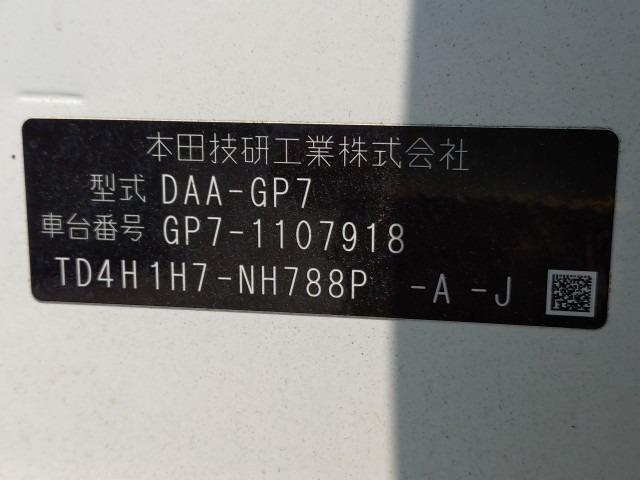 本田技研工業株式会社
型式 DAA-GP7
車台番号 GP7-1107918
TD4H1H7-NH788P -A -J